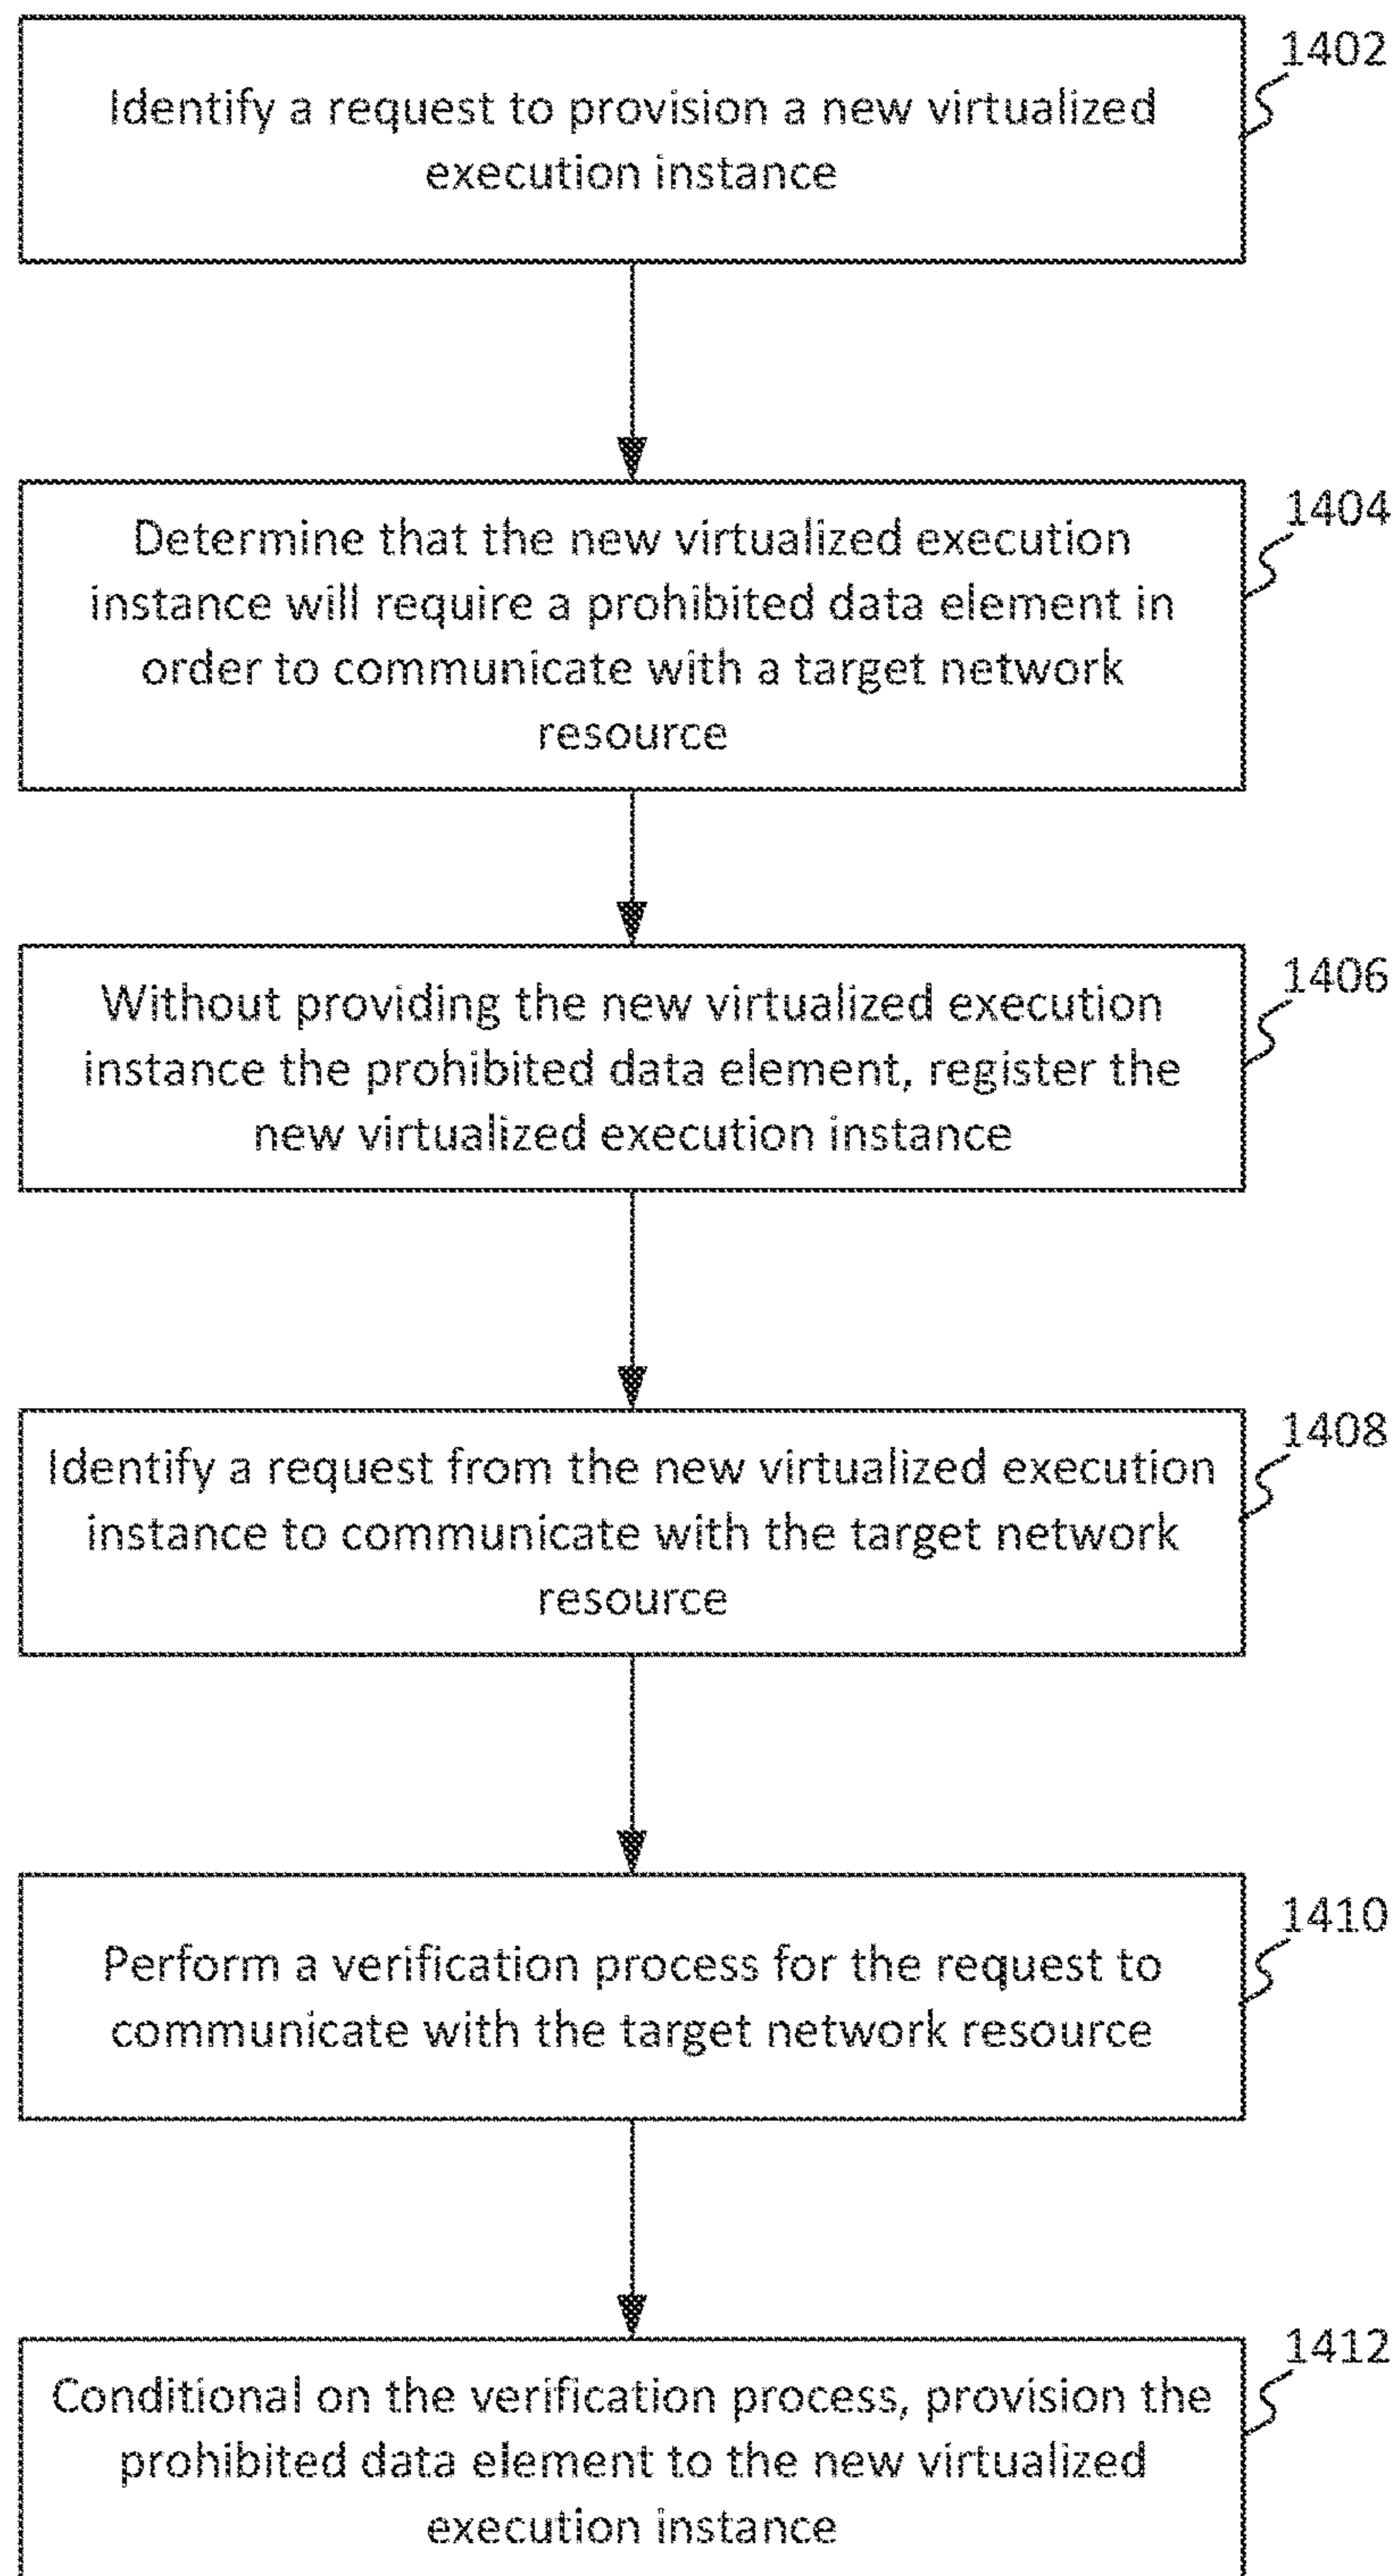 1402
Identify a request to provision a new virtualized
execution instance
1404
Determine that the new virtualized execution
instance will require a prohibited data element in
order to communicate with a target network
resource
1406
Without providing the new virtualized execution
instance the prohibited data element, register the
new virtualized execution instance
1408
Identify a request from the new virtualized execution
instance to communicate with the target network
resource
1410
Perform a verification process for the request to
communicate with the target network resource
1412
Conditional on the verification process, provision the
prohibited data element to the new virtualized
execution instance